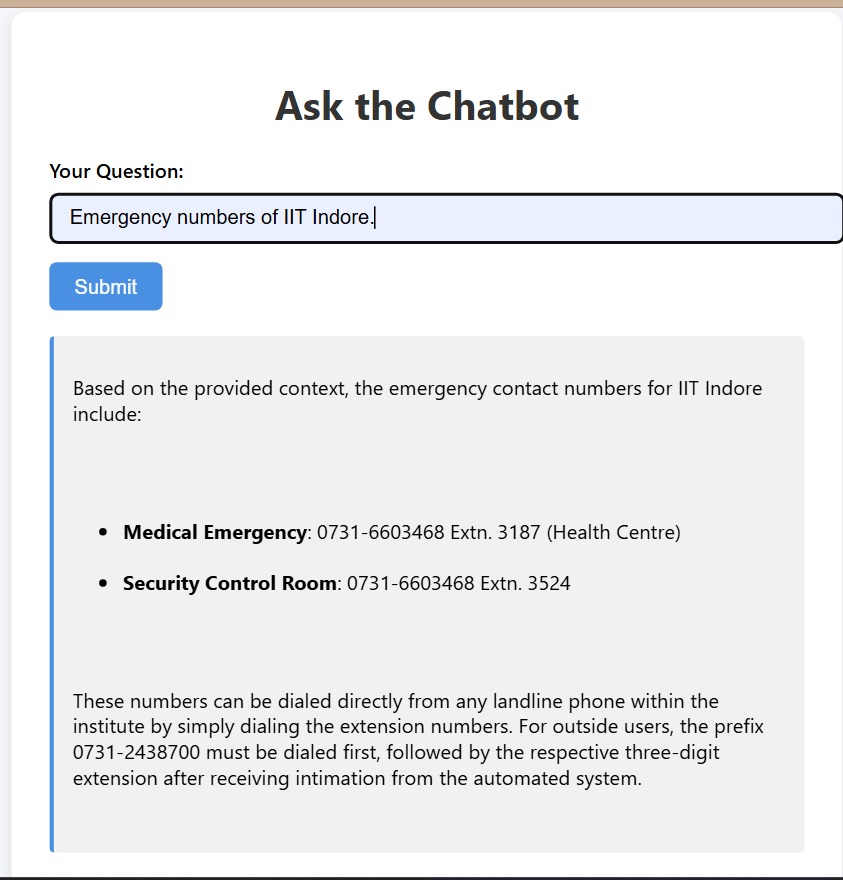 Ask the Chatbot
Your Question:
Emergency numbers of IIT Indore.
Submit
Based on the provided context, the emergency contact numbers for IIT Indore
include:
• Medical Emergency: 0731-6603468 Extn. 3187 (Health Centre)
• Security Control Room: 0731-6603468 Extn. 3524
These numbers can be dialed directly from any landline phone within the
institute by simply dialing the extension numbers. For outside users, the prefix
0731-2438700 must be dialed first, followed by the respective three-digit
extension after receiving intimation from the automated system.